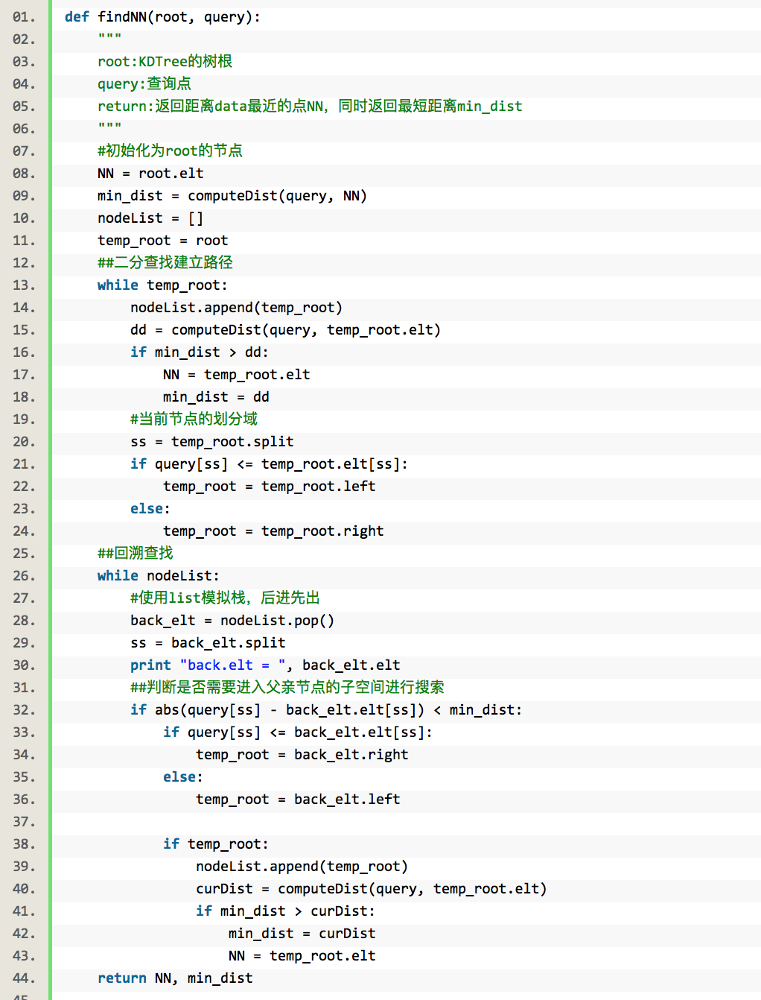 01. def findNN(root, query):
02. """
03. root:KDTree的树根
04. query:查询点
05. return:返回距离data最近的点NN，同时返回最短距离min_dist
06. """
07. #初始化为root的节点
08. NN = root.elt
09. min_dist = computeDist(query, NN)
10. nodeList = []
11. temp_root = root
12. ##二分查找建立路径
13. while temp_root:
14. nodeList.append(temp_root)
15. dd = computeDist(query, temp_root.elt)
16. if min_dist > dd:
17. NN = temp_root.elt
18. min_dist = dd
19. #当前节点的划分域
20. ss = temp_root.split
21. if query[ss] <= temp_root.elt[ss]:
22. temp_root = temp_root.left
23. else:
24. temp_root = temp_root.right
25. ##回溯查找
26. while nodeList:
27. #使用list模拟栈，后进先出
28. back_elt = nodeList.pop()
29. ss = back_elt.split
30. print "back.elt = ", back_elt.elt
31. ##判断是否需要进入父亲节点的子空间进行搜索
32. if abs(query[ss] - back_elt.elt[ss]) < min_dist:
33. if query[ss] <= back_elt.elt[ss]:
34. temp_root = back_elt.right
35. else:
36. temp_root = back_elt.left
37.
38. if temp_root:
39. nodeList.append(temp_root)
40. curDist = computeDist(query, temp_root.elt)
41. if min_dist > curDist:
42. min_dist = curDist
43. NN = temp_root.elt
44. return NN, min_dist